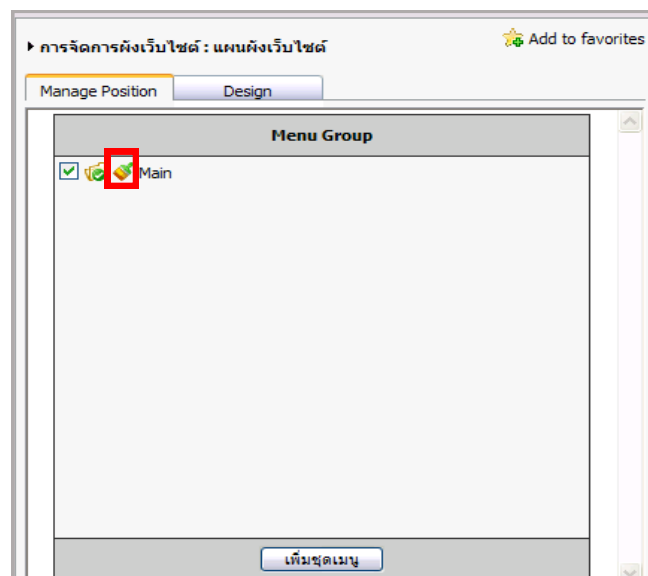 การจัดการผังเว็บไซต์ : แผนผังเว็บไซต์
Add to favorites
Manage Position
Design
Menu Group
Main
เพิ่มชุดเมนู